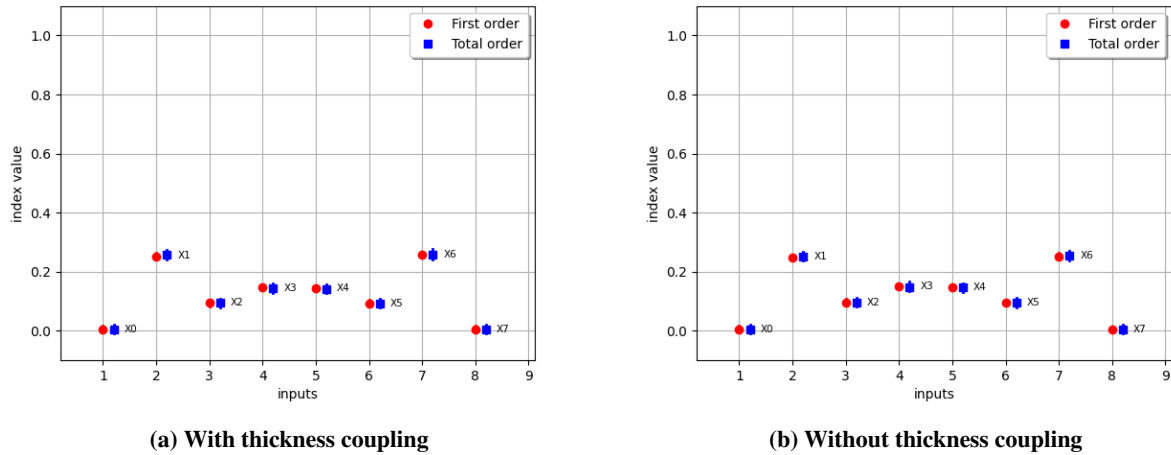 First order
Total order
1.0
0.8
0.6
0.4
0.2
0.0
index value
X0
X1
X2
X3
X4
X5
X6
X7
1 2 3 4 5 6 7 8 9
inputs
(a) With thickness coupling
First order
Total order
1.0
0.8
0.6
0.4
0.2
0.0
index value
X0
X1
X2
X3
X4
X5
X6
X7
1 2 3 4 5 6 7 8 9
inputs
(b) Without thickness coupling